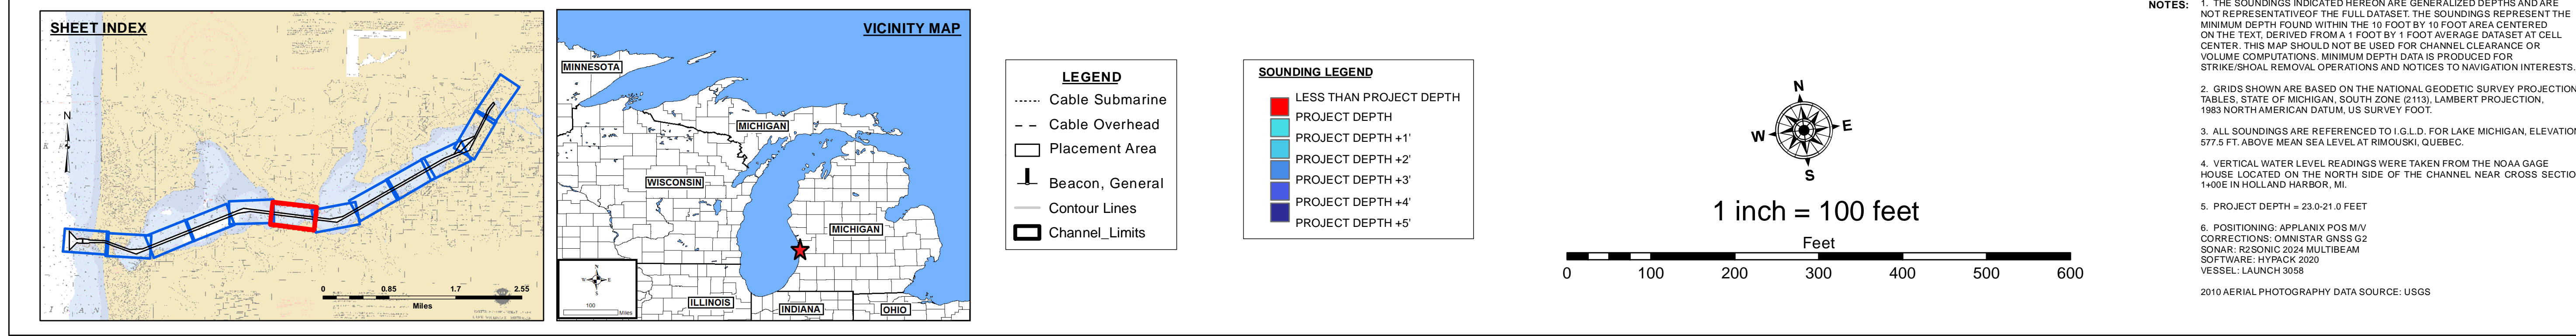 SHEET INDEX
N
0 0.85 1.7 2.55
Miles
VICINITY MAP
MINNESOTA
MICHIGAN
WISCONSIN
MICHIGAN
ILLINOIS
INDIANA
OHIO
N
W E
S
100
Miles
LEGEND
Cable Submarine
Cable Overhead
Placement Area
Beacon, General
Contour Lines
Channel_Limits
SOUNDING LEGEND
LESS THAN PROJECT DEPTH
PROJECT DEPTH
PROJECT DEPTH +1'
PROJECT DEPTH +2'
PROJECT DEPTH +3'
PROJECT DEPTH +4'
PROJECT DEPTH +5'
N
W E
S
1 inch = 100 feet
Feet
0 100 200 300 400 500 600
NOTES: 1. THE SOUNDINGS INDICATED HEREON ARE GENERALIZED DEPTHS AND ARE
NOT REPRESENTATIVEOF THE FULL DATASET. THE SOUNDINGS REPRESENT THE
MINIMUM DEPTH FOUND WITHIN THE 10 FOOT BY 10 FOOT AREA CENTERED
ON THE TEXT, DERIVED FROM A 1 FOOT BY 1 FOOT AVERAGE DATASET AT CELL
CENTER. THIS MAP SHOULD NOT BE USED FOR CHANNEL CLEARANCE OR
VOLUME COMPUTATIONS. MINIMUM DEPTH DATA IS PRODUCED FOR
STRIKE/SHOAL REMOVAL OPERATIONS AND NOTICES TO NAVIGATION INTERESTS.
2. GRIDS SHOWN ARE BASED ON THE NATIONAL GEODETIC SURVEY PROJECTION
TABLES, STATE OF MICHIGAN, SOUTH ZONE (2113), LAMBERT PROJECTION,
1983 NORTH AMERICAN DATUM, US SURVEY FOOT.
3. ALL SOUNDINGS ARE REFERENCED TO I.G.L.D. FOR LAKE MICHIGAN, ELEVATION
577.5 FT. ABOVE MEAN SEA LEVEL AT RIMOUSKI, QUEBEC.
4. VERTICAL WATER LEVEL READINGS WERE TAKEN FROM THE NOAA GAGE
HOUSE LOCATED ON THE NORTH SIDE OF THE CHANNEL NEAR CROSS SECTIO
1+00E IN HOLLAND HARBOR, MI.
5. PROJECT DEPTH = 23.0-21.0 FEET
6. POSITIONING: APPLANIX POS M/V
CORRECTIONS: OMNISTAR GNSS G2
SONAR: R2SONIC 2024 MULTIBEAM
SOFTWARE: HYPACK 2020
VESSEL: LAUNCH 3058
2010 AERIAL PHOTOGRAPHY DATA SOURCE: USGS